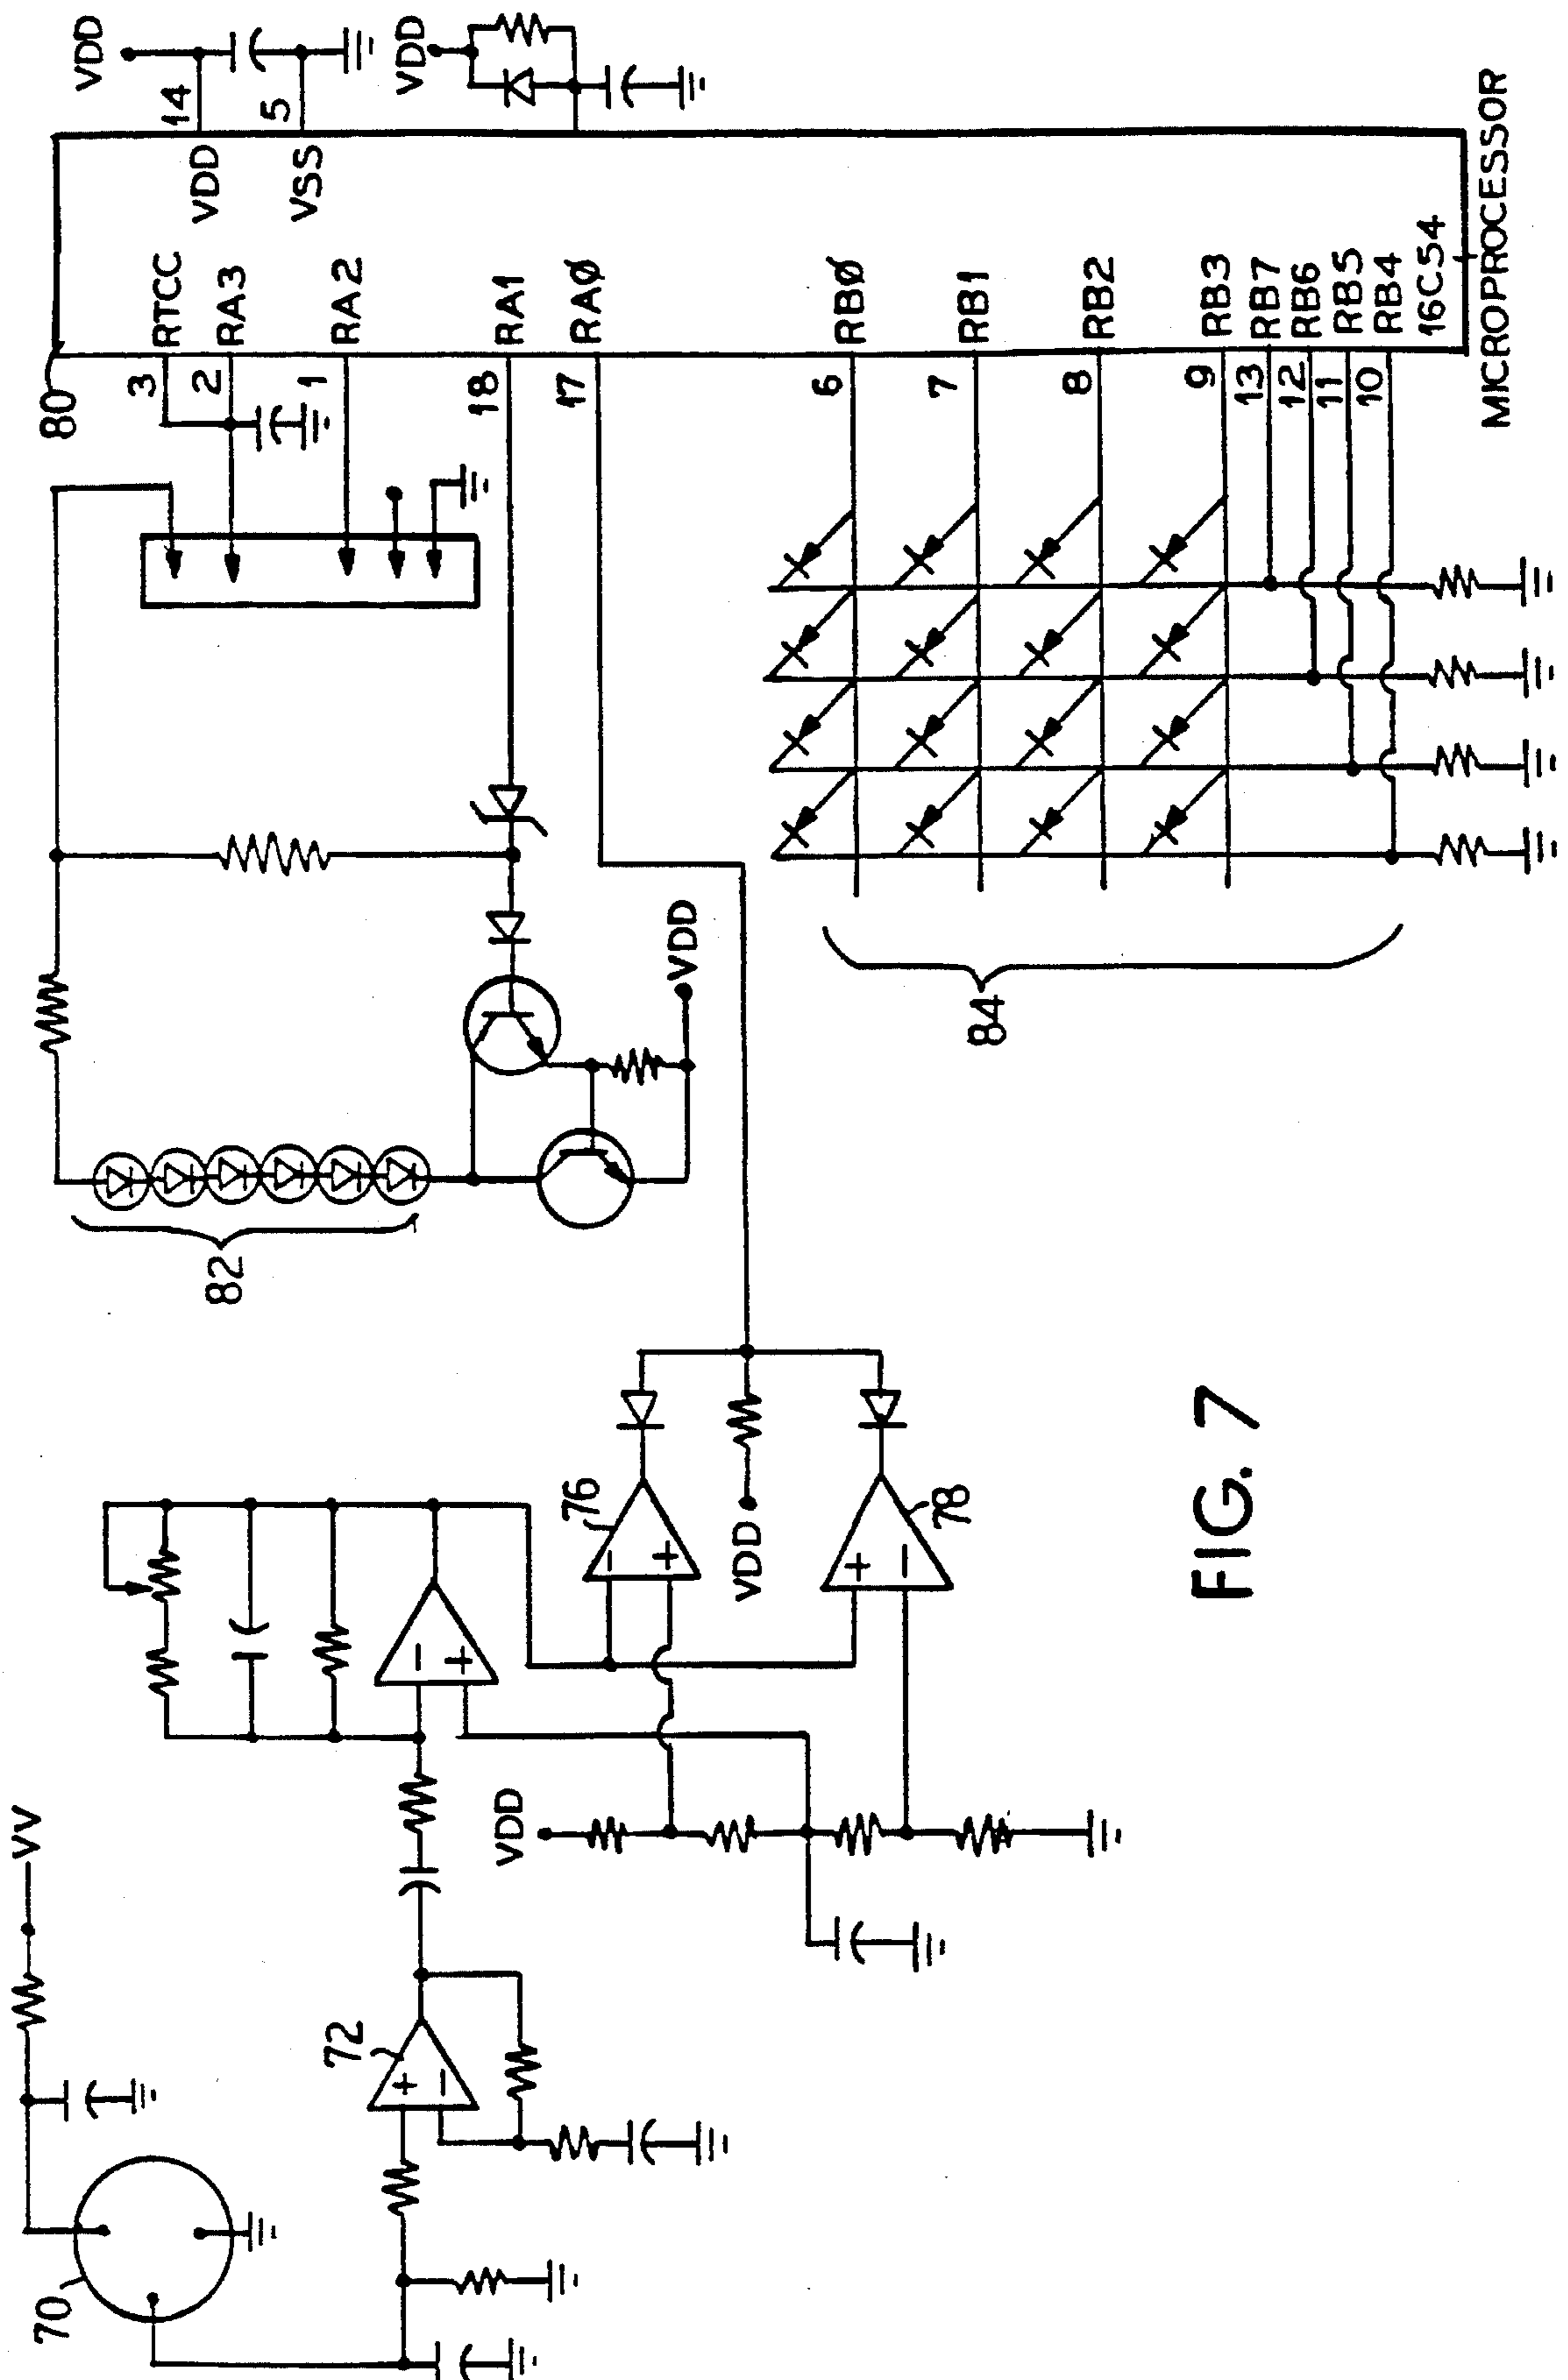 VDD
14
VDD
5
VSS
VDD
80
3
RTCC
2
RA3
1
RA2
18
RA1
17
RAØ
6
RBØ
7
RB1
8
RB2
9
RB3
13
RB7
12
RB6
11
RB5
10
RB4
16C54
MICROPROCESSOR
84
VDD
82
76
- +
VDD
78
+ -
- +
VV
VDD
72
+ -
70
FIG. 7